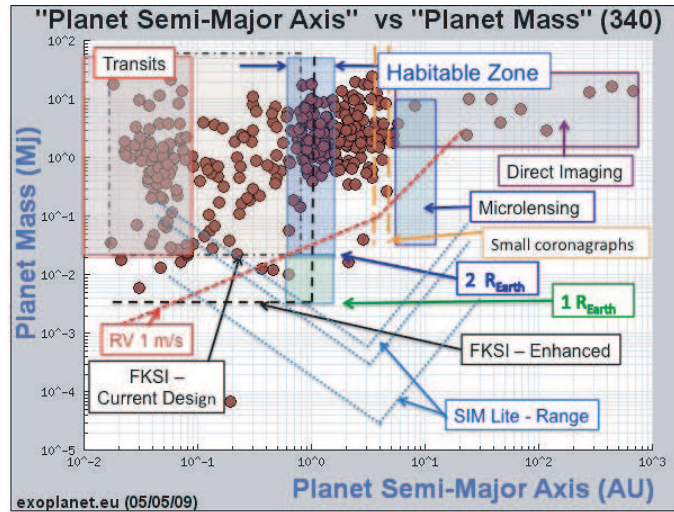 "Planet Semi-Major Axis" vs "Planet Mass" (340)
10^2
Transits
Habitable Zone
10^1
10^0
Direct Imaging
Microlensing
10^-1
Small coronagraphs
10^-2
2 R_Earth
1 R_Earth
10^-3
RV 1 m/s
FKSI – Enhanced
FKSI –
Current Design
10^-4
SIM Lite - Range
10^-5
10^-2 10^-1 10^0 10^1 10^2 10^3
Planet Mass (Mj)
Planet Semi-Major Axis (AU)
exoplanet.eu (05/05/09)